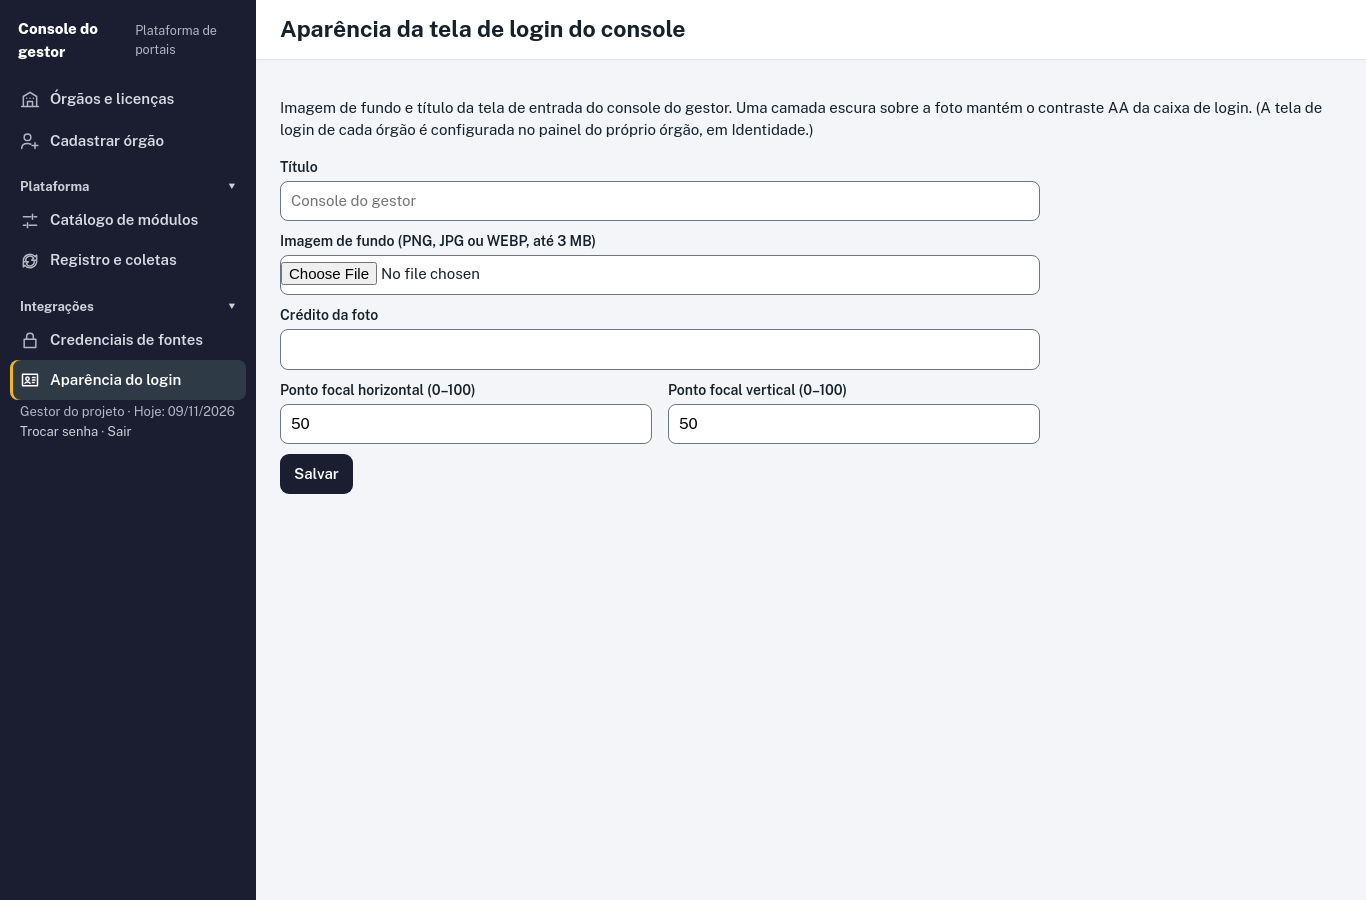 Console do gestor
Plataforma de portais
Órgãos e licenças
Cadastrar órgão
Plataforma ▼
Catálogo de módulos
Registro e coletas
Integrações ▼
Credenciais de fontes
Aparência do login
Gestor do projeto · Hoje: 09/11/2026
Trocar senha · Sair
Aparência da tela de login do console
Imagem de fundo e título da tela de entrada do console do gestor. Uma camada escura sobre a foto mantém o contraste AA da caixa de login. (A tela de
login de cada órgão é configurada no painel do próprio órgão, em Identidade.)
Título
Console do gestor
Imagem de fundo (PNG, JPG ou WEBP, até 3 MB)
Choose File No file chosen
Crédito da foto
Ponto focal horizontal (0–100)
50
Ponto focal vertical (0–100)
50
Salvar